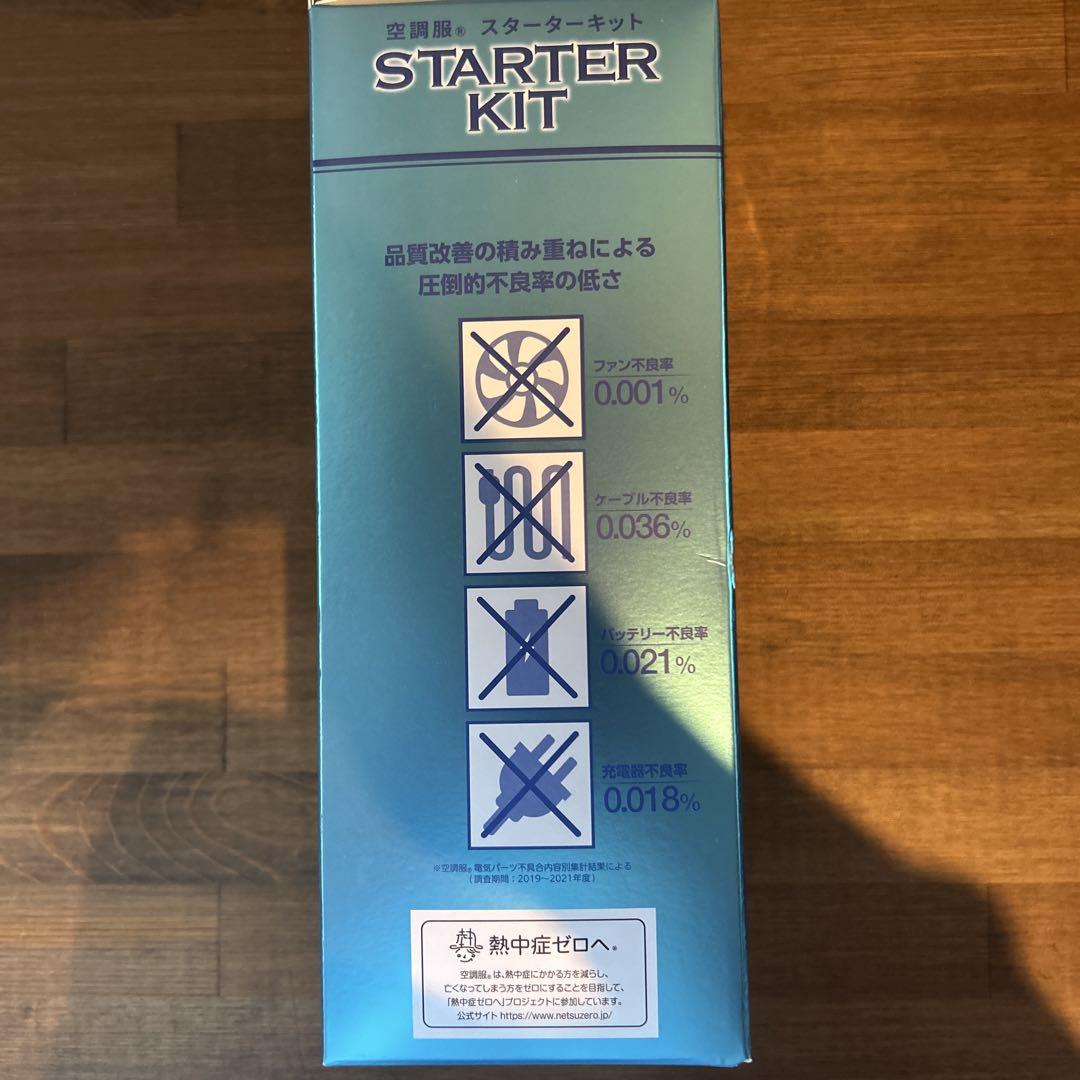 空調服® スターターキット
STARTER
KIT
品質改善の積み重ねによる
圧倒的不良率の低さ
ファン不良率
0.001%
ケーブル不良率
0.036%
バッテリー不良率
0.021%
充電器不良率
0.018%
※空調服®電気パーツ不具合内容別集計結果による
(調査期間:2019〜2021年度)
熱中症ゼロへ®
空調服®は、熱中症にかかる方を減らし、
亡くなってしまう方をゼロにすることを目指して、
「熱中症ゼロへ」プロジェクトに参加しています。
公式サイト https://www.netsuzero.jp/